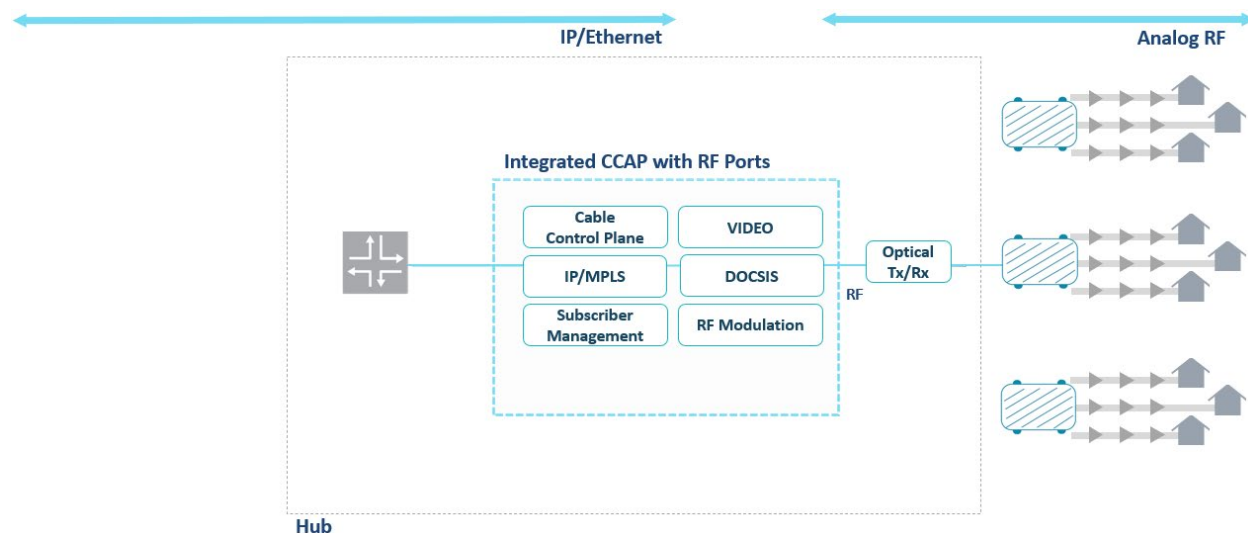 IP/Ethernet
Analog RF
Integrated CCAP with RF Ports
Cable
Control Plane
VIDEO
IP/MPLS
DOCSIS
Optical
Tx/Rx
RF
Subscriber
Management
RF Modulation
Hub